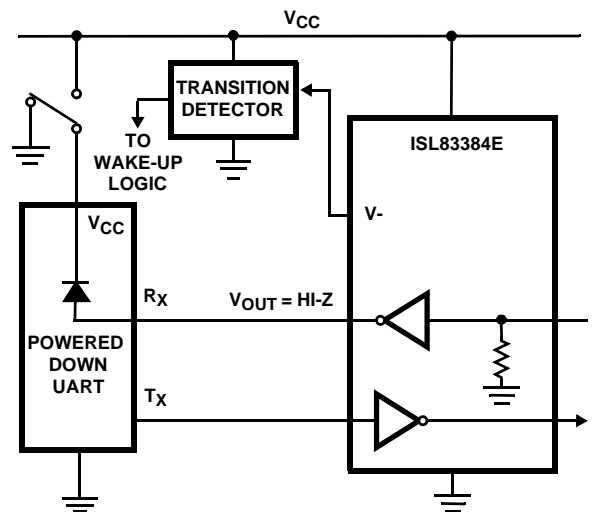 VCC
TRANSITION
DETECTOR
TO
WAKE-UP
LOGIC
ISL83384E
V-
VCC
RX
VOUT = HI-Z
POWERED
DOWN
UART
TX